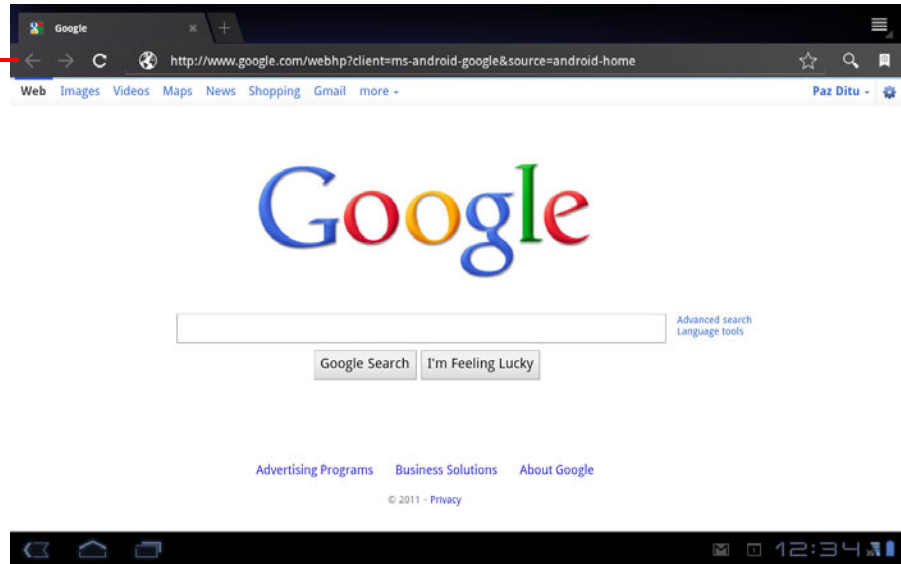 Google
http://www.google.com/webhp?client=ms-android-google&source=android-home
Web Images Videos Maps News Shopping Gmail more
Paz Ditu
Google
Advanced search
Language tools
Google Search I'm Feeling Lucky
Advertising Programs Business Solutions About Google
© 2011 - Privacy
1 12:34 3G